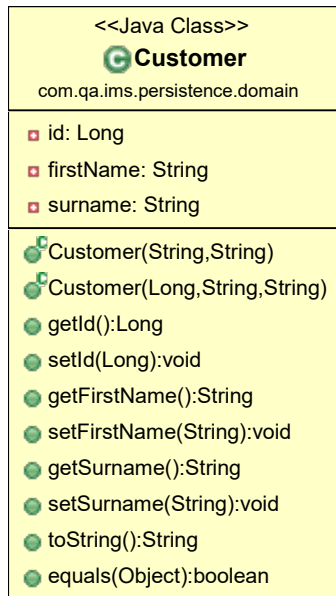 <<Java Class>>
C Customer
com.qa.ims.persistence.domain
id: Long
firstName: String
surname: String
C Customer(String,String)
C Customer(Long,String,String)
getId():Long
setId(Long):void
getFirstName():String
setFirstName(String):void
getSurname():String
setSurname(String):void
toString():String
equals(Object):boolean